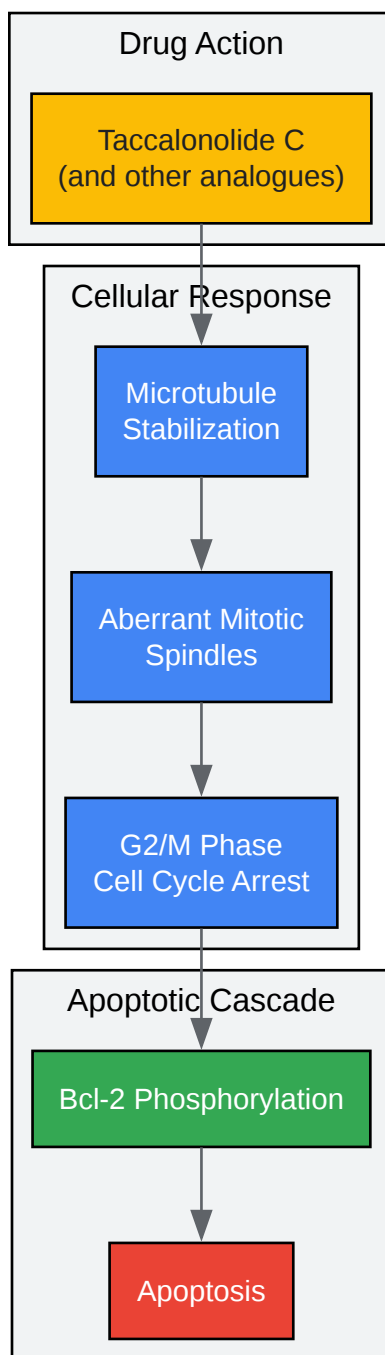 Drug Action
Taccalonolide C
(and other analogues)
Cellular Response
Microtubule
Stabilization
Aberrant Mitotic
Spindles
G2/M Phase
Cell Cycle Arrest
Apoptotic Cascade
Bcl-2 Phosphorylation
Apoptosis